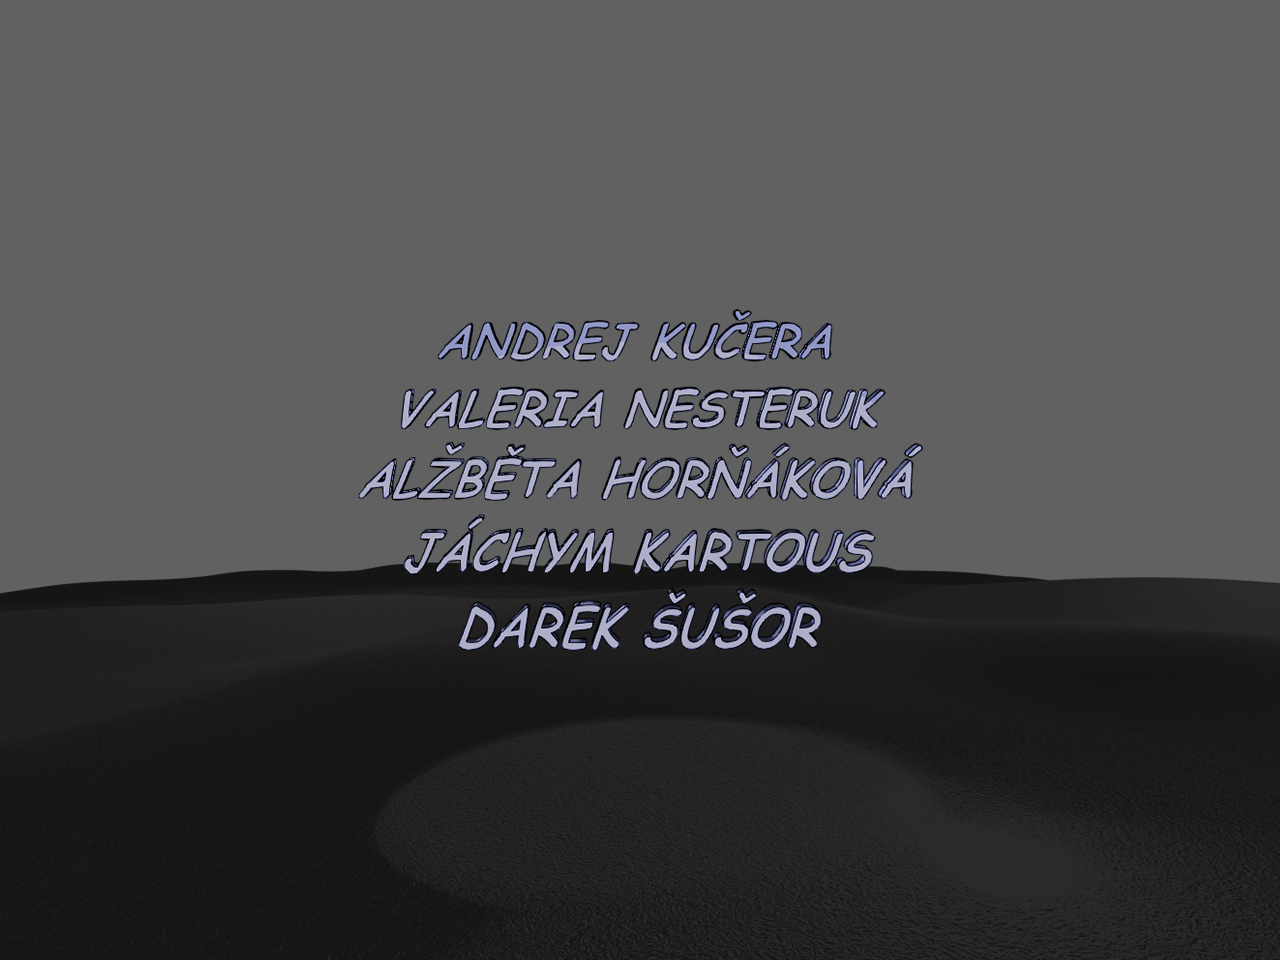 ANDREJ KUČERA
VALERIA NESTERUK
ALŽBĚTA HORŇÁKOVÁ
JÁCHYM KARTOUS
DAREK ŠUŠOR